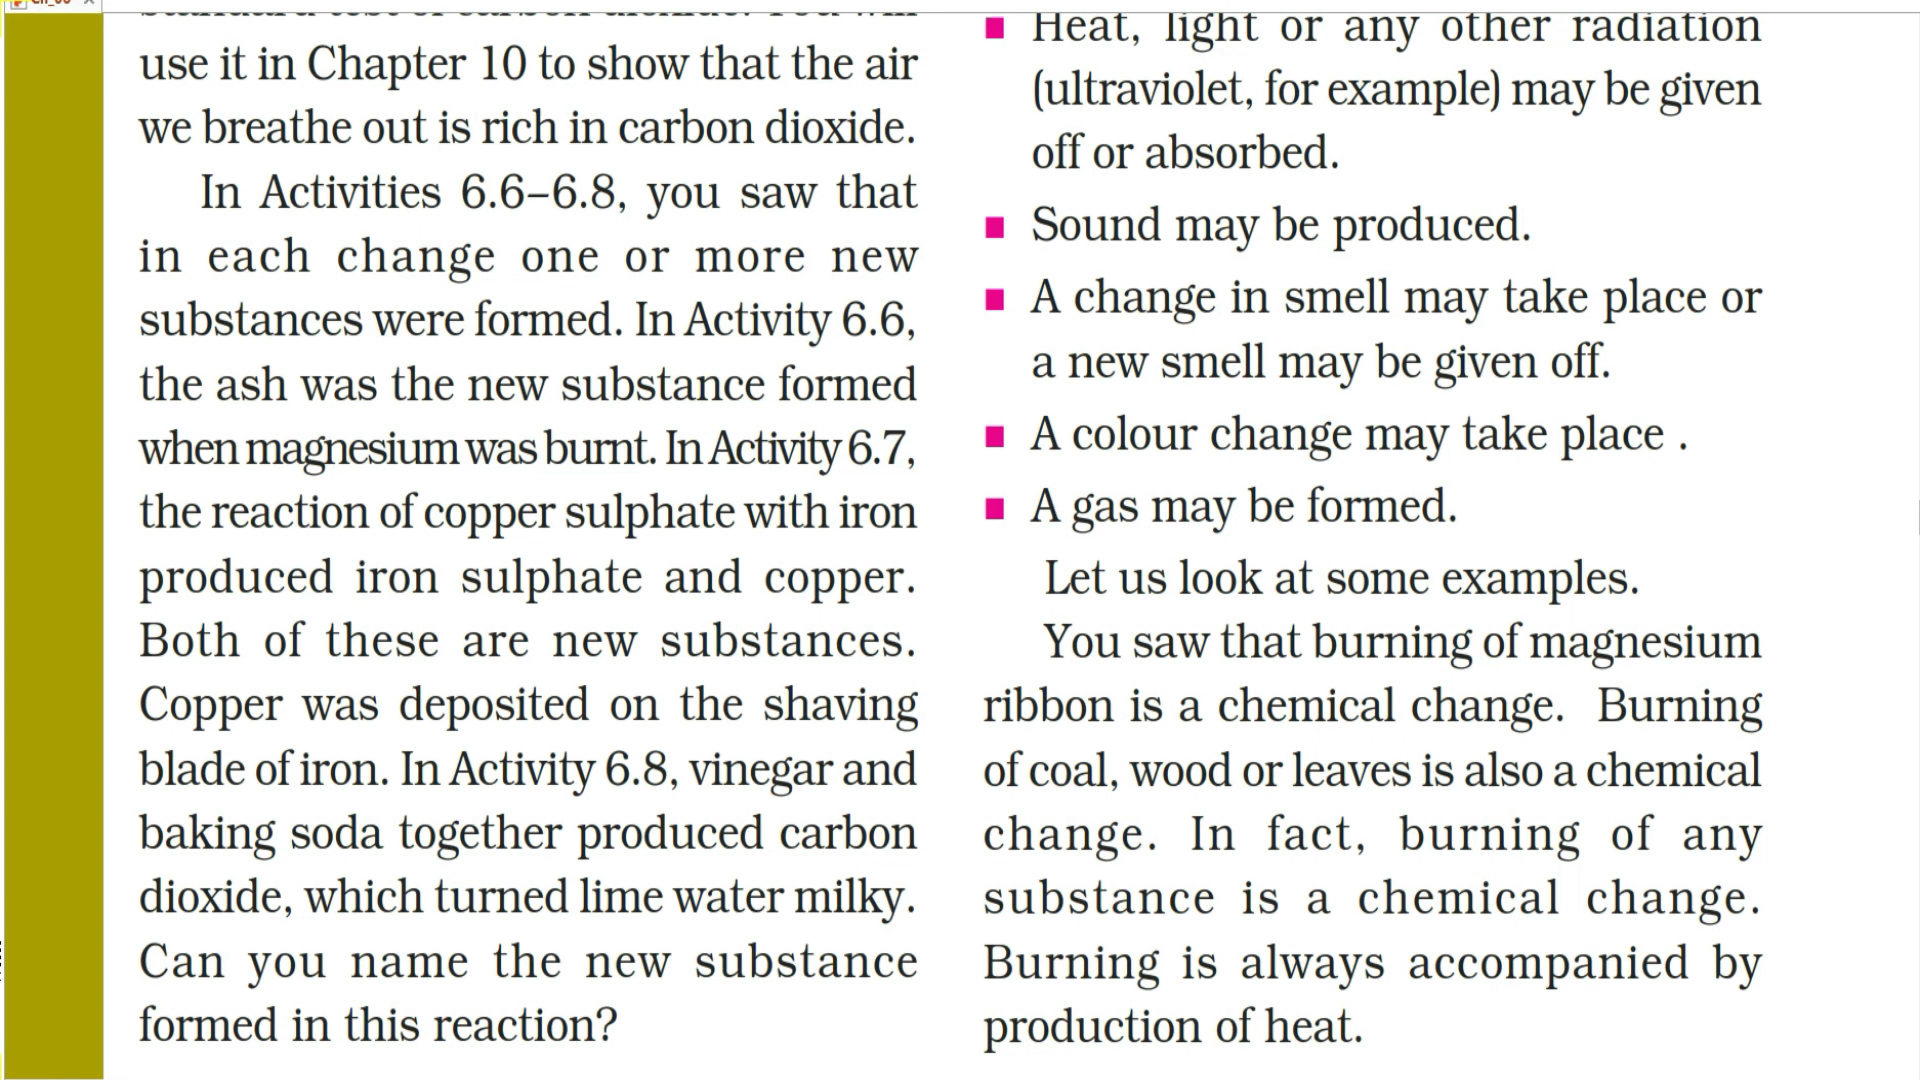 use it in Chapter 10 to show that the air
we breathe out is rich in carbon dioxide.
In Activities 6.6–6.8, you saw that
in each change one or more new
substances were formed. In Activity 6.6,
the ash was the new substance formed
when magnesium was burnt. In Activity 6.7,
the reaction of copper sulphate with iron
produced iron sulphate and copper.
Both of these are new substances.
Copper was deposited on the shaving
blade of iron. In Activity 6.8, vinegar and
baking soda together produced carbon
dioxide, which turned lime water milky.
Can you name the new substance
formed in this reaction?
Heat, light or any other radiation
(ultraviolet, for example) may be given
off or absorbed.
Sound may be produced.
A change in smell may take place or
a new smell may be given off.
A colour change may take place .
A gas may be formed.
Let us look at some examples.
You saw that burning of magnesium
ribbon is a chemical change. Burning
of coal, wood or leaves is also a chemical
change. In fact, burning of any
substance is a chemical change.
Burning is always accompanied by
production of heat.